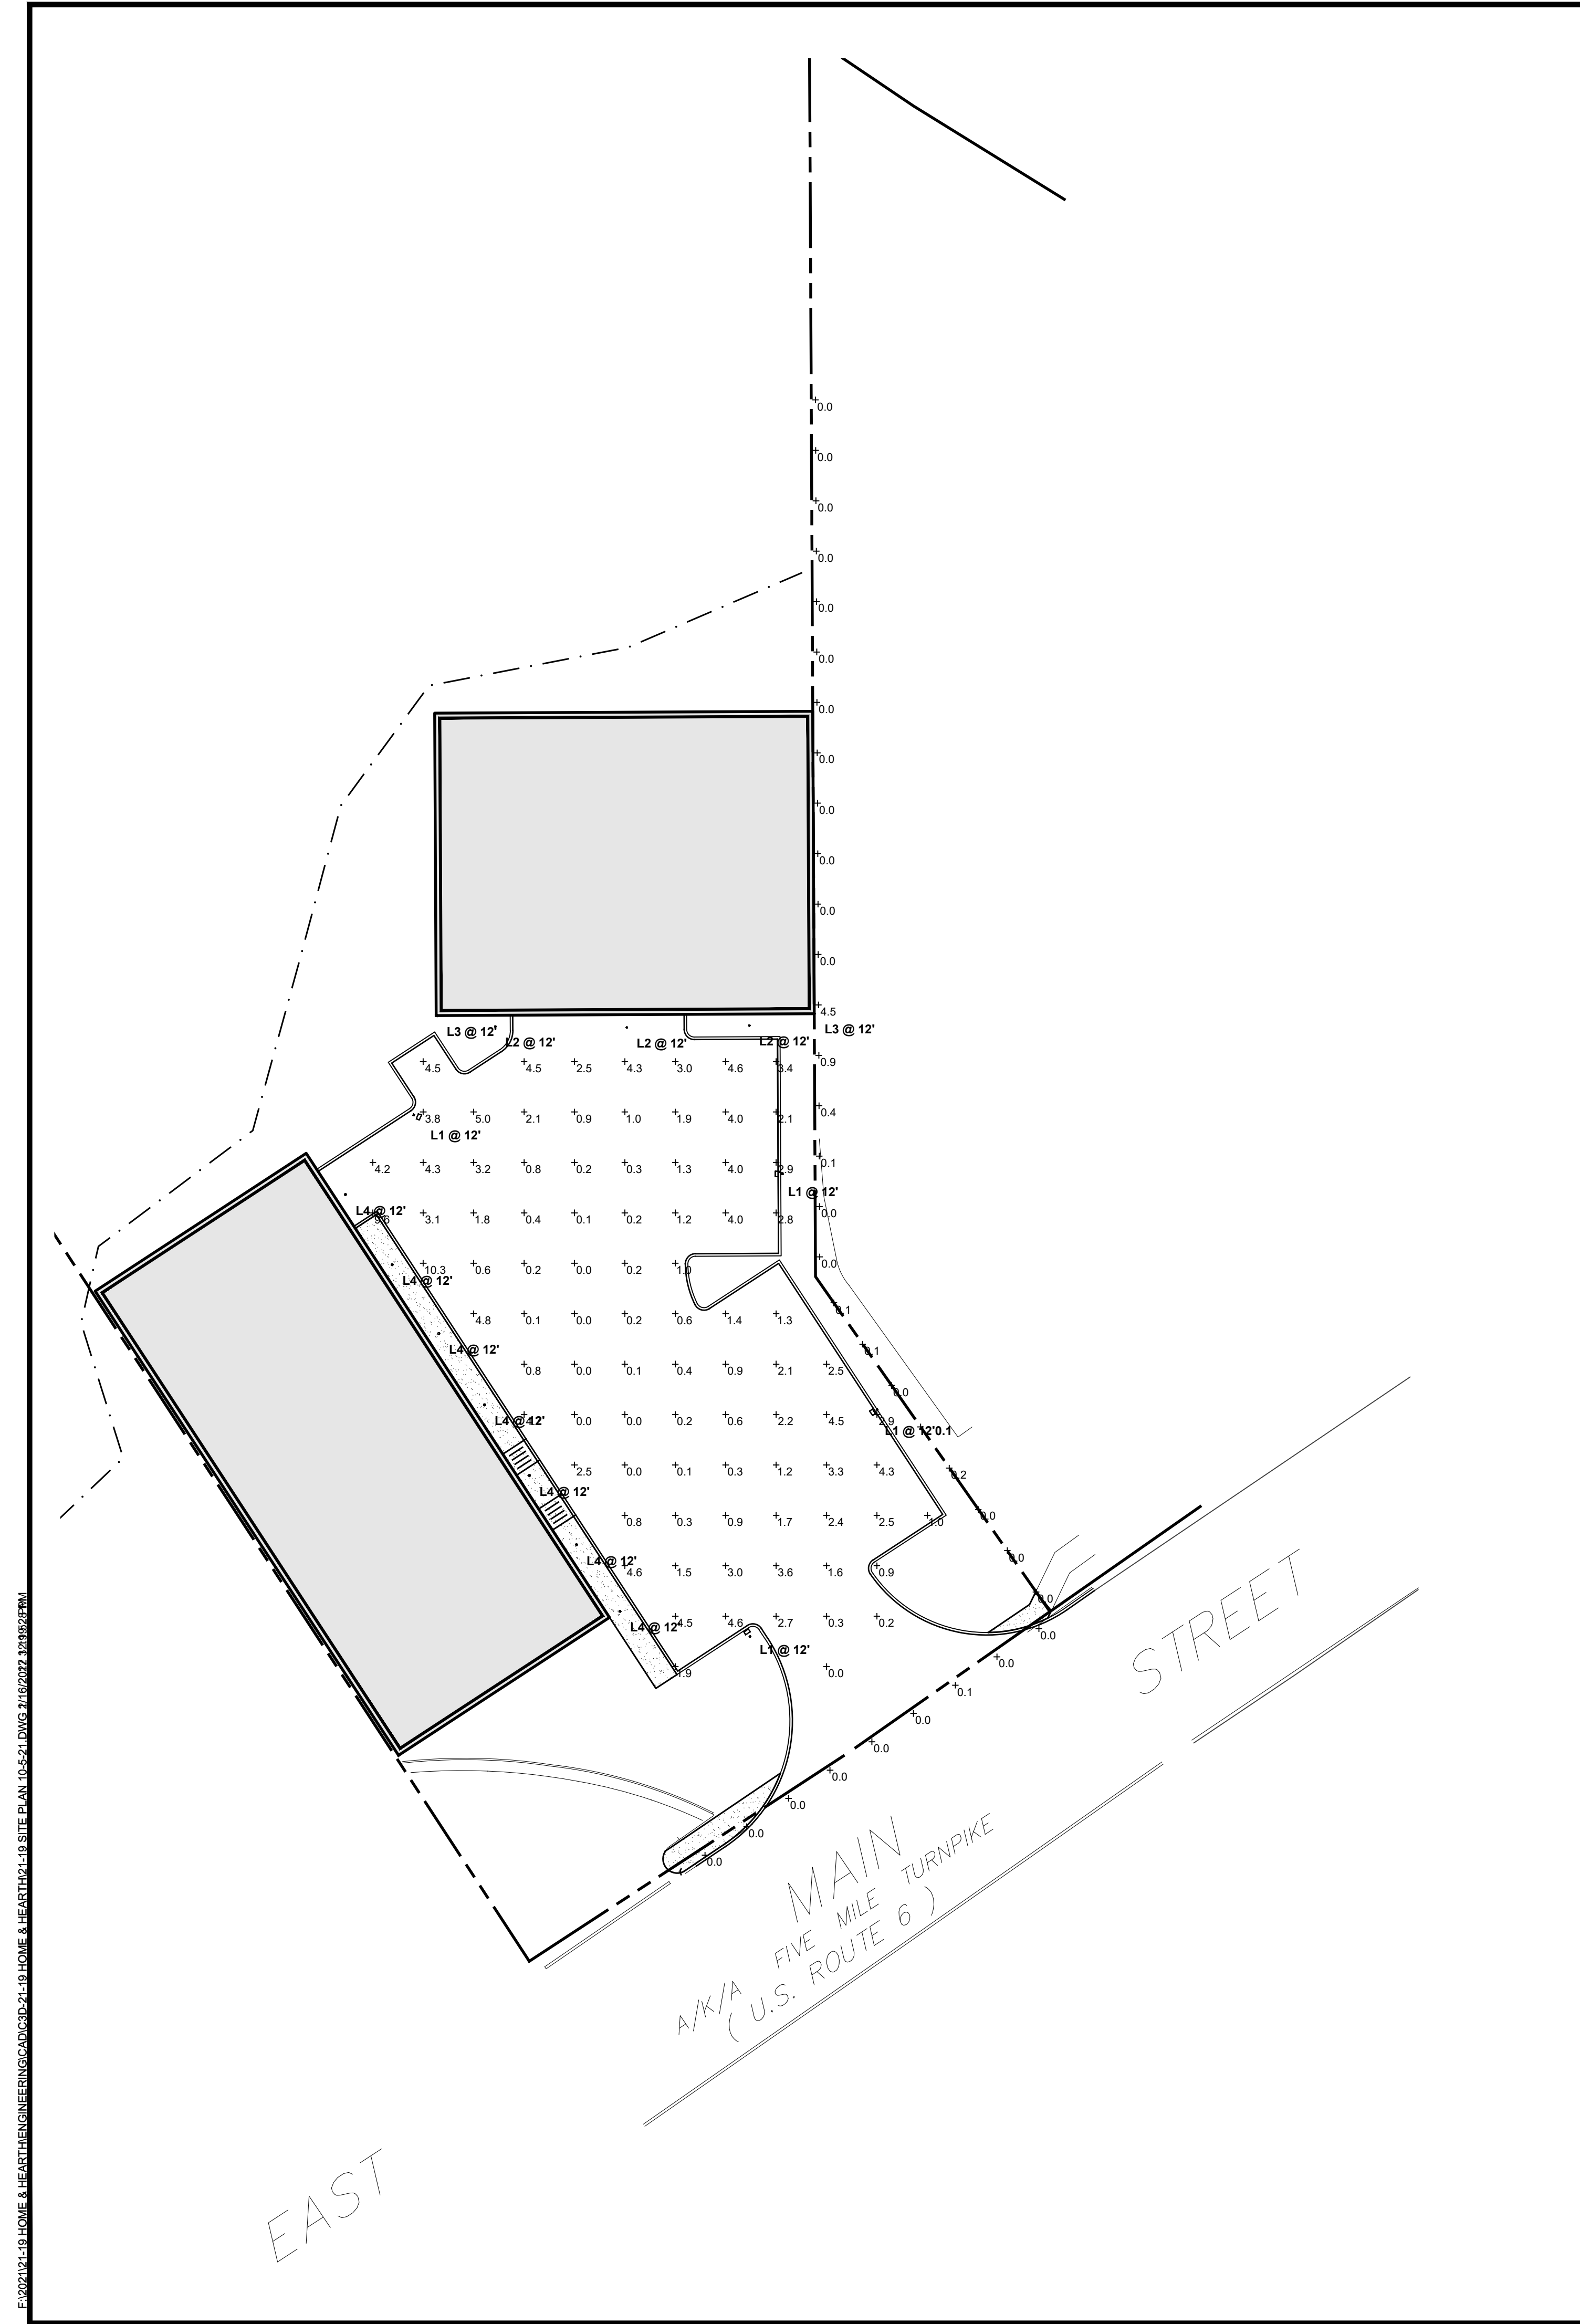 0.0
0.0
0.0
0.0
0.0
0.0
0.0
0.0
0.0
0.0
0.0
0.0
4.5
L3 @ 12' L3 @ 12'
L2 @ 12' L2 @ 12' L2 @ 12'
4.5 4.5 2.5 4.3 3.0 4.6 3.4 0.9
3.8 5.0 2.1 0.9 1.0 1.9 4.0 2.1 0.4
L1 @ 12'
4.2 4.3 3.2 0.8 0.2 0.3 1.3 4.0 2.9 0.1
L1 @ 12'
L4 @ 12'
3.1 1.8 0.4 0.1 0.2 1.2 4.0 2.8 0.0
10.3 0.6 0.2 0.0 0.2 1.0 0.0
L4 @ 12'
0.1
4.8 0.1 0.0 0.2 0.6 1.4 1.3
L4 @ 12' 0.1
0.8 0.0 0.1 0.4 0.9 2.1 2.5
0.0
L4 @ 12' 0.0 0.0 0.2 0.6 2.2 4.5 2.9
L1 @ 12' 0.1
2.5 0.0 0.1 0.3 1.2 3.3 4.3 0.2
L4 @ 12'
0.8 0.3 0.9 1.7 2.4 2.5 1.0 0.0
L4 @ 12' 0.0
4.6 1.5 3.0 3.6 1.6 0.9
0.0
L4 @ 12' 4.5 4.6 2.7 0.3 0.2
0.0
L1 @ 12'
1.9 0.0 0.0
0.1
0.0
0.0
0.0
0.0
0.0
0.0
EAST MAIN STREET
A/K/A FIVE MILE TURNPIKE
( U.S. ROUTE 6 )
F:\2021\21-19 HOME & HEARTH\ENGINEERING\CAD\C3D-21-19 HOME & HEARTH\21-19 SITE PLAN 10-5-21.DWG